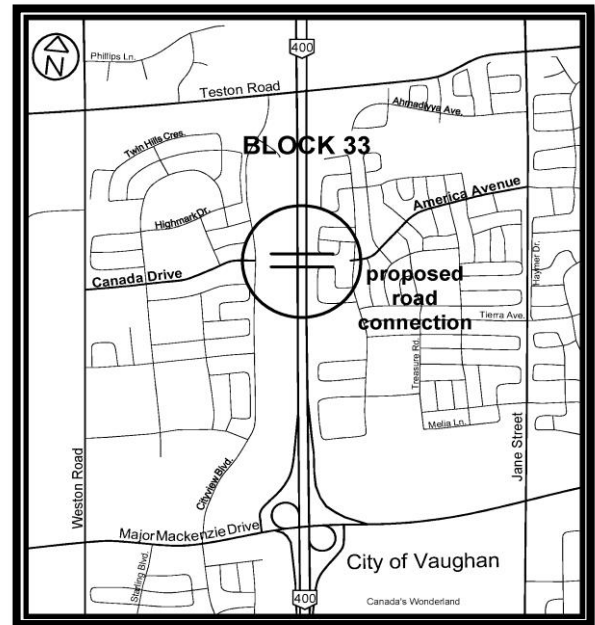 N
Phillips Ln.
400
Teston Road
Ahmadiyya Ave.
Twin Hills Cres.
BLOCK 33
America Avenue
Highmark Dr.
Haymer Dr.
Canada Drive
proposed
road
connection
Tierra Ave.
Treasure Rd.
Melia Ln.
Jane Street
Weston Road
Cityview Blvd.
Major Mackenzie Drive
City of Vaughan
Starling Blvd.
400
Canada's Wonderland